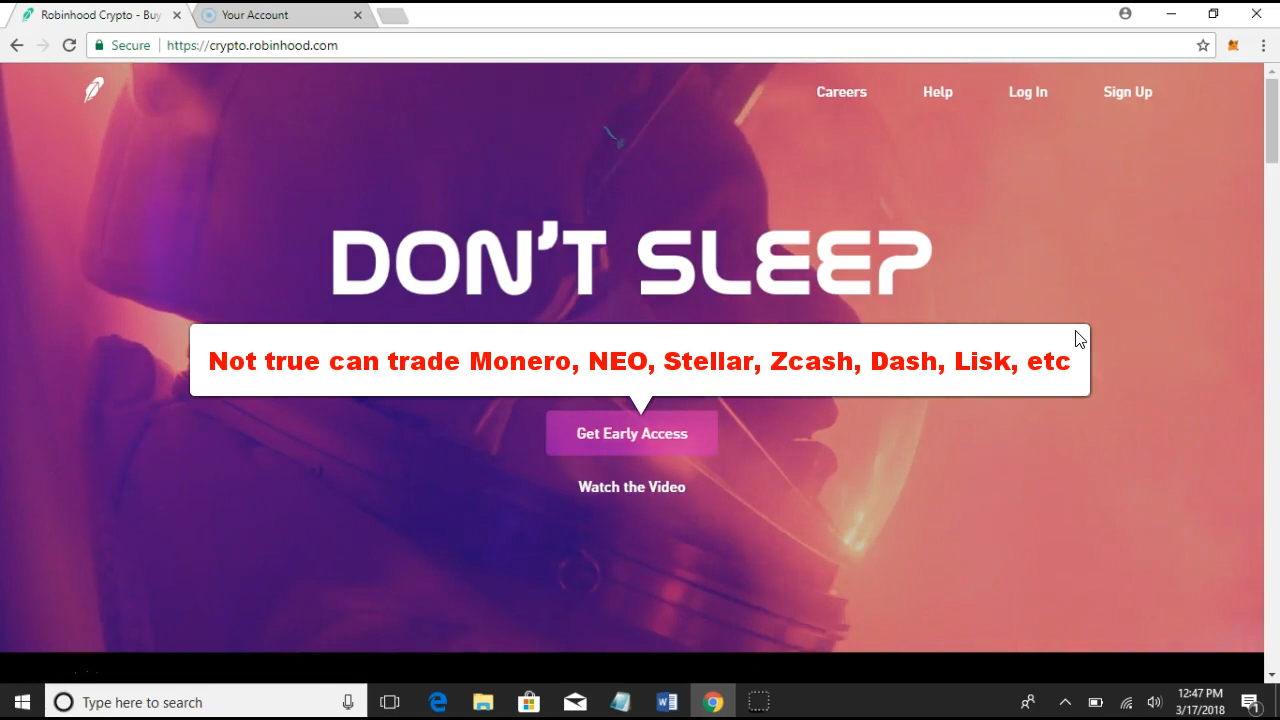 Robinhood Crypto - Buy
Your Account
Secure
https://crypto.robinhood.com
Careers
Help
Log In
Sign Up
DON'T SLEEP
Not true can trade Monero, NEO, Stellar, Zcash, Dash, Lisk, etc
Get Early Access
Watch the Video
Type here to search
12:47 PM
3/17/2018
1